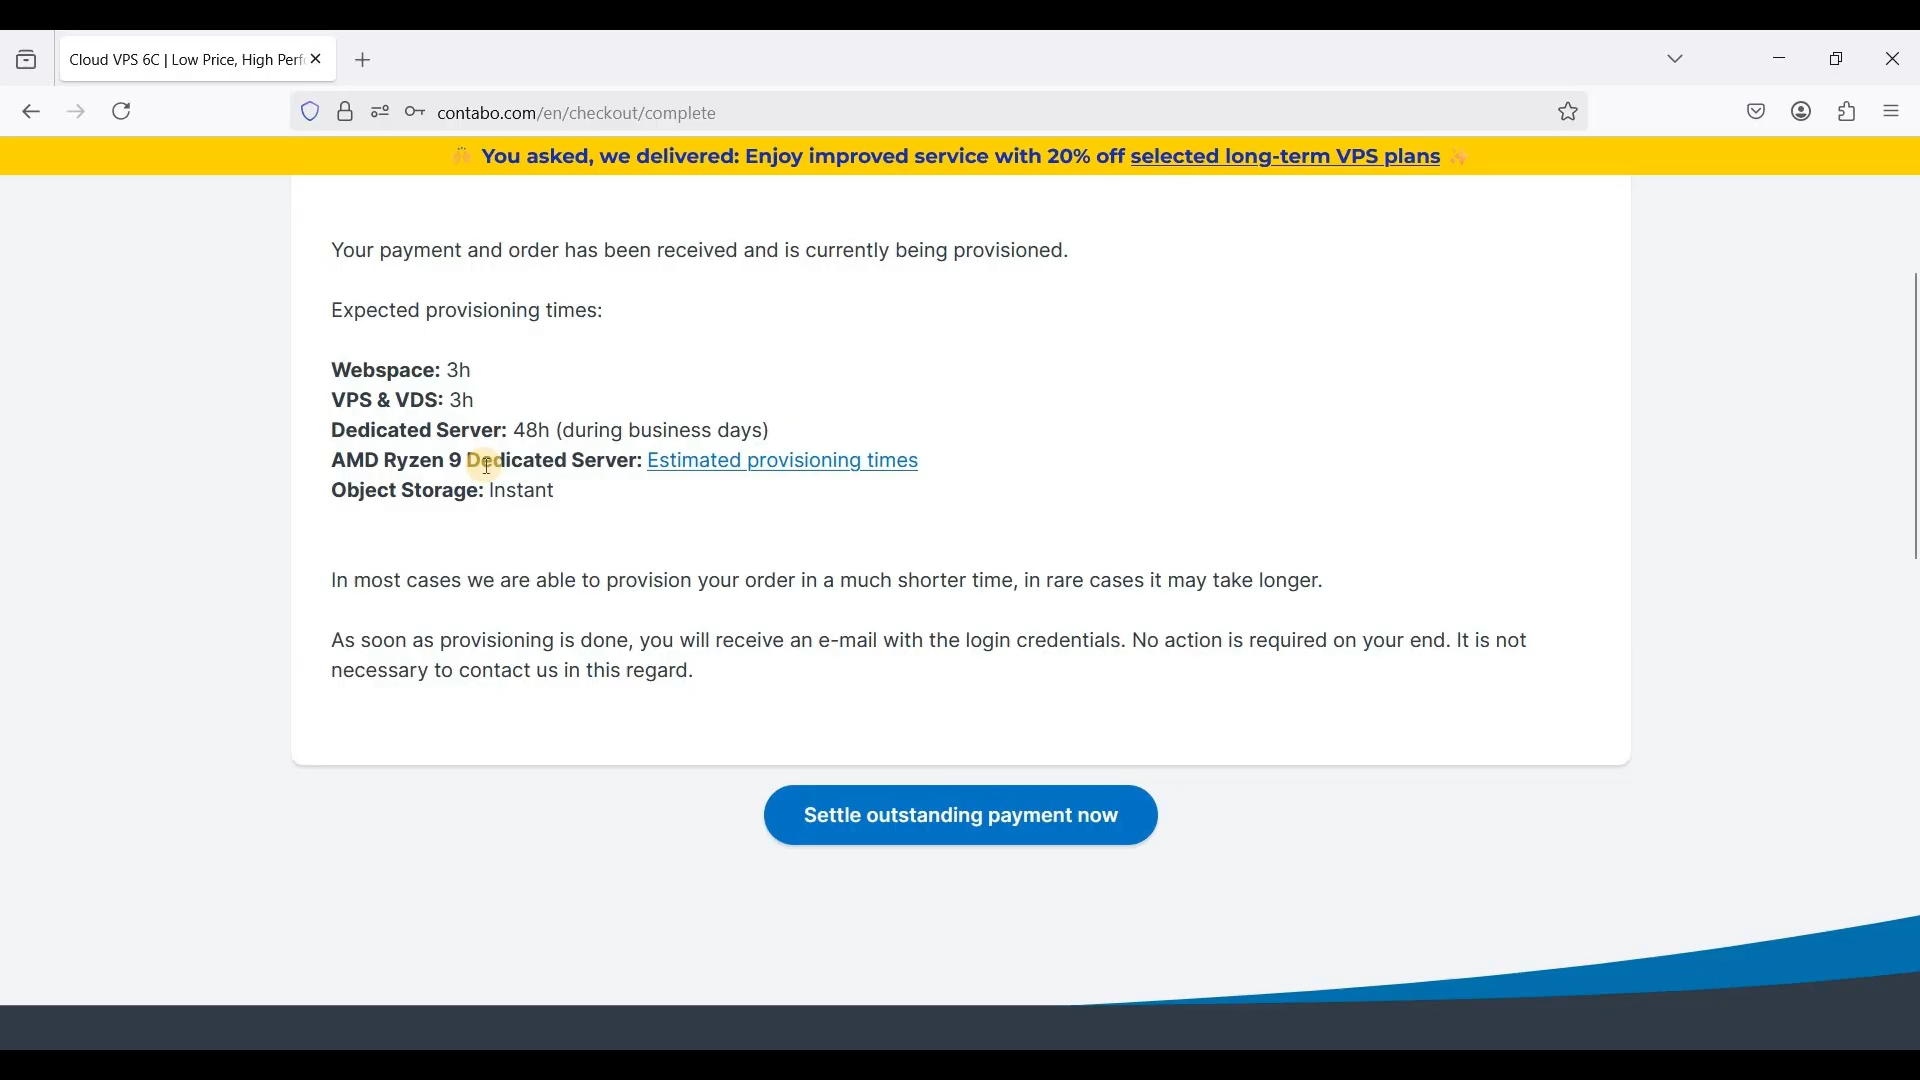 Cloud VPS 6C | Low Price, High Perf
contabo.com/en/checkout/complete
You asked, we delivered: Enjoy improved service with 20% off selected long-term VPS plans
Your payment and order has been received and is currently being provisioned.
Expected provisioning times:
Webspace: 3h
VPS & VDS: 3h
Dedicated Server: 48h (during business days)
AMD Ryzen 9 Dedicated Server: Estimated provisioning times
Object Storage: Instant
In most cases we are able to provision your order in a much shorter time, in rare cases it may take longer.
As soon as provisioning is done, you will receive an e-mail with the login credentials. No action is required on your end. It is not
necessary to contact us in this regard.
Settle outstanding payment now